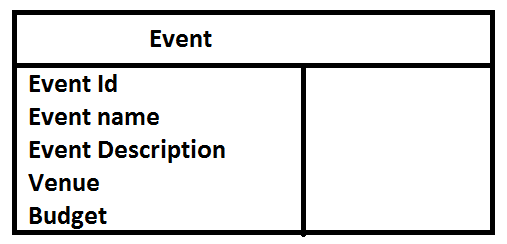 Event
Event Id
Event name
Event Description
Venue
Budget